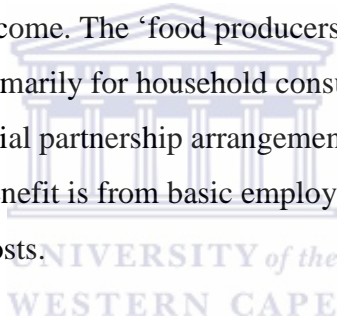 come. The ‘food producers
marily for household consu
ial partnership arrangemen
enefit is from basic employ
osts.
UNIVERSITY of the
WESTERN CAPE